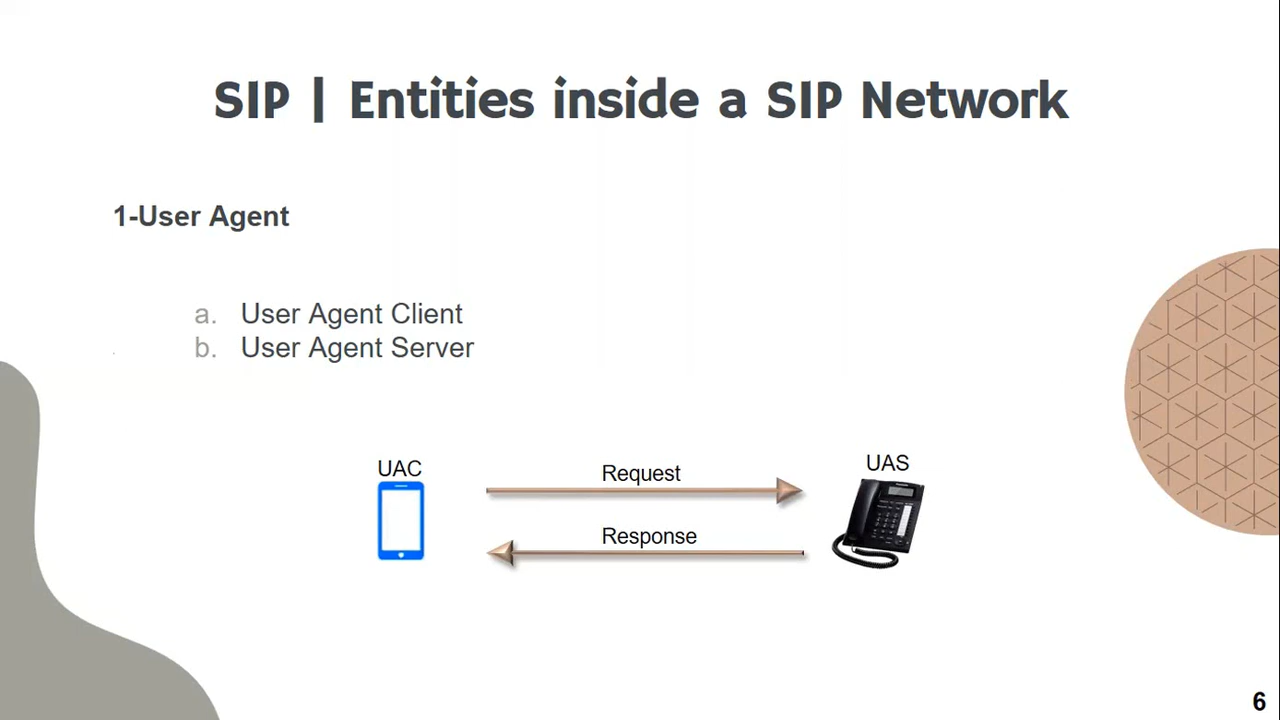 SIP | Entities inside a SIP Network
1-User Agent
a. User Agent Client
b. User Agent Server
UAC
Request
UAS
Response
6